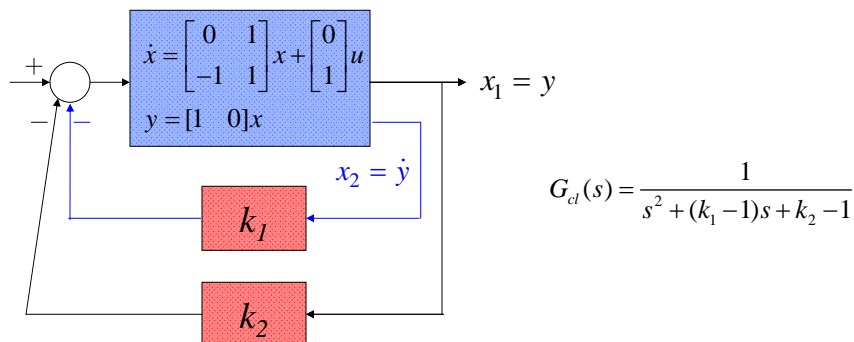 ẋ = [0 1; −1 1] x + [0; 1] u
y = [1 0]x
+
−
−
x₁ = y
x₂ = ẏ
k₁
k₂
G_cl(s) = 1 / (s² + (k₁ − 1)s + k₂ − 1)